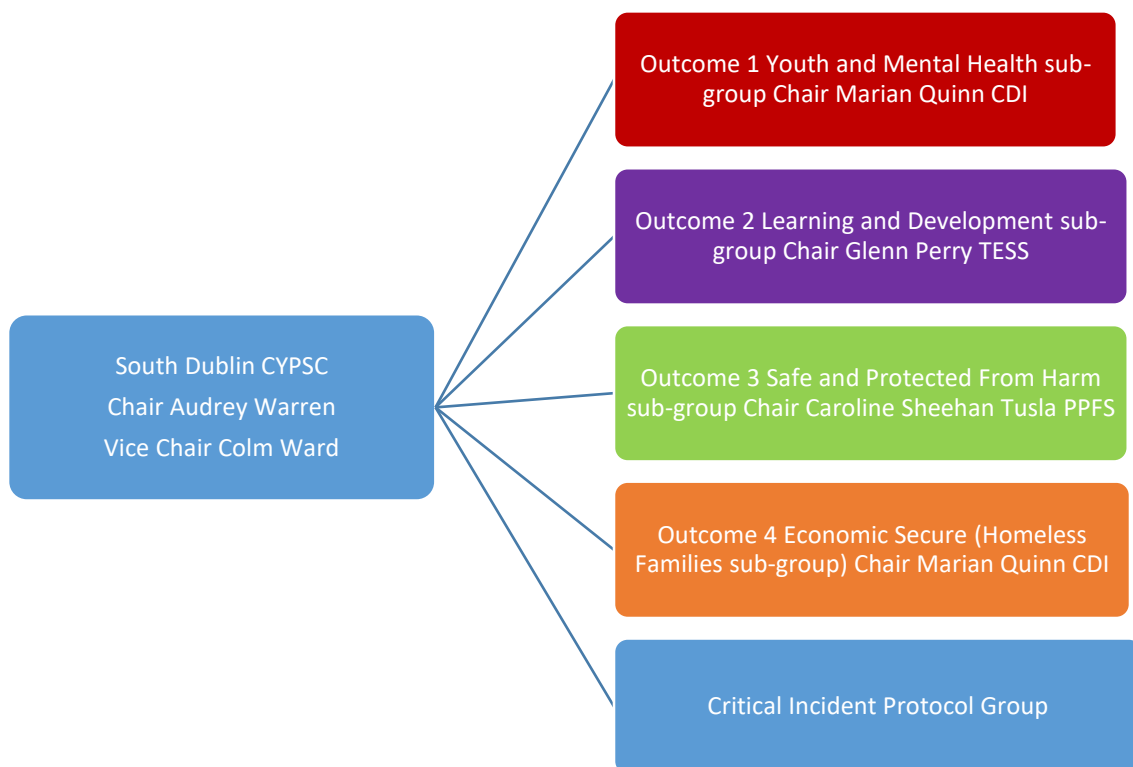 Outcome 1 Youth and Mental Health sub-
group Chair Marian Quinn CDI
Outcome 2 Learning and Development sub-
group Chair Glenn Perry TESS
South Dublin CYPSC
Chair Audrey Warren
Vice Chair Colm Ward
Outcome 3 Safe and Protected From Harm
sub-group Chair Caroline Sheehan Tusla PPFS
Outcome 4 Economic Secure (Homeless
Families sub-group) Chair Marian Quinn CDI
Critical Incident Protocol Group